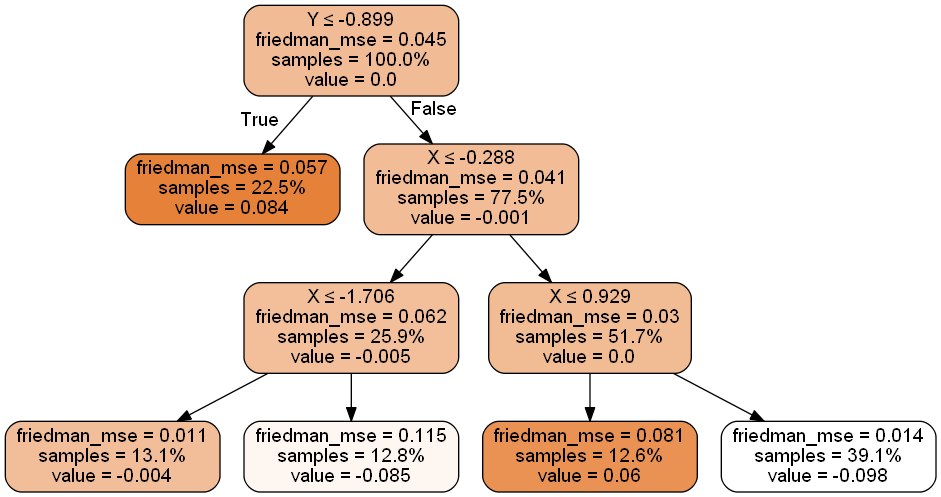 Y ≤ -0.899
friedman_mse = 0.045
samples = 100.0%
value = 0.0
True
False
friedman_mse = 0.057
samples = 22.5%
value = 0.084
X ≤ -0.288
friedman_mse = 0.041
samples = 77.5%
value = -0.001
X ≤ -1.706
friedman_mse = 0.062
samples = 25.9%
value = -0.005
X ≤ 0.929
friedman_mse = 0.03
samples = 51.7%
value = 0.0
friedman_mse = 0.011
samples = 13.1%
value = -0.004
friedman_mse = 0.115
samples = 12.8%
value = -0.085
friedman_mse = 0.081
samples = 12.6%
value = 0.06
friedman_mse = 0.014
samples = 39.1%
value = -0.098